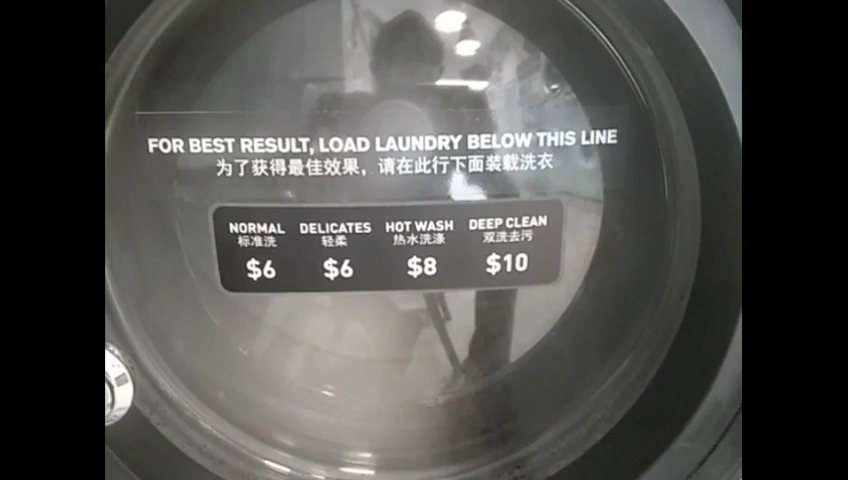 FOR BEST RESULT, LOAD LAUNDRY BELOW THIS LINE
为了获得最佳效果，请在此行下面装载洗衣
NORMAL DELICATES HOT WASH DEEP CLEAN
标准洗 轻柔 热水洗涤 双洗去污
$6 $6 $8 $10